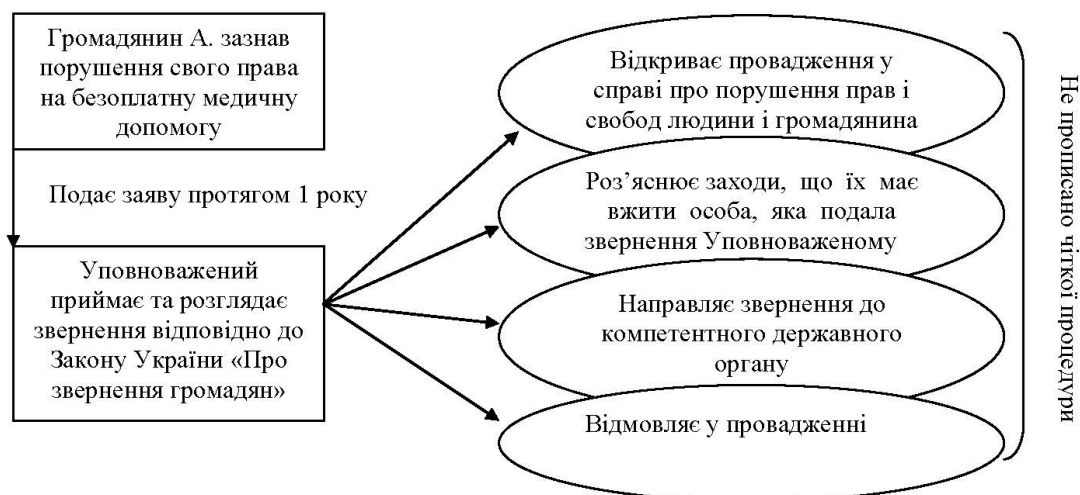 Громадянин А. зазнав
порушення свого права
на безоплатну медичну
допомогу
Подає заяву протягом 1 року
Уповноважений
приймає та розглядає
звернення відповідно до
Закону України «Про
звернення громадян»
Відкриває провадження у
справі про порушення прав і
свобод людини і громадянина
Роз’яснює заходи, що їх має
вжити особа, яка подала
звернення Уповноваженому
Направляє звернення до
компетентного державного
органу
Відмовляє у провадженні
Не прописано чіткої процедури